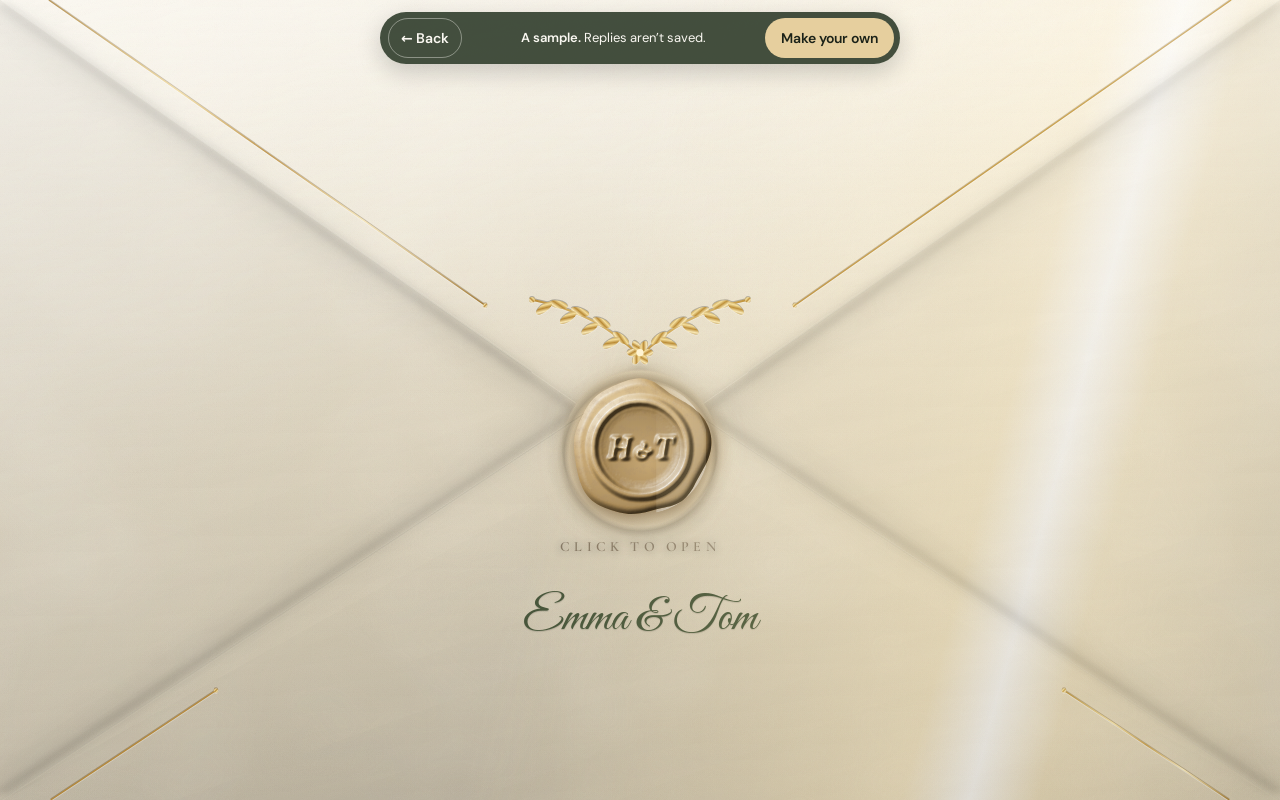 ← Back
A sample. Replies aren't saved.
Make your own
H&T
CLICK TO OPEN
Emma & Tom